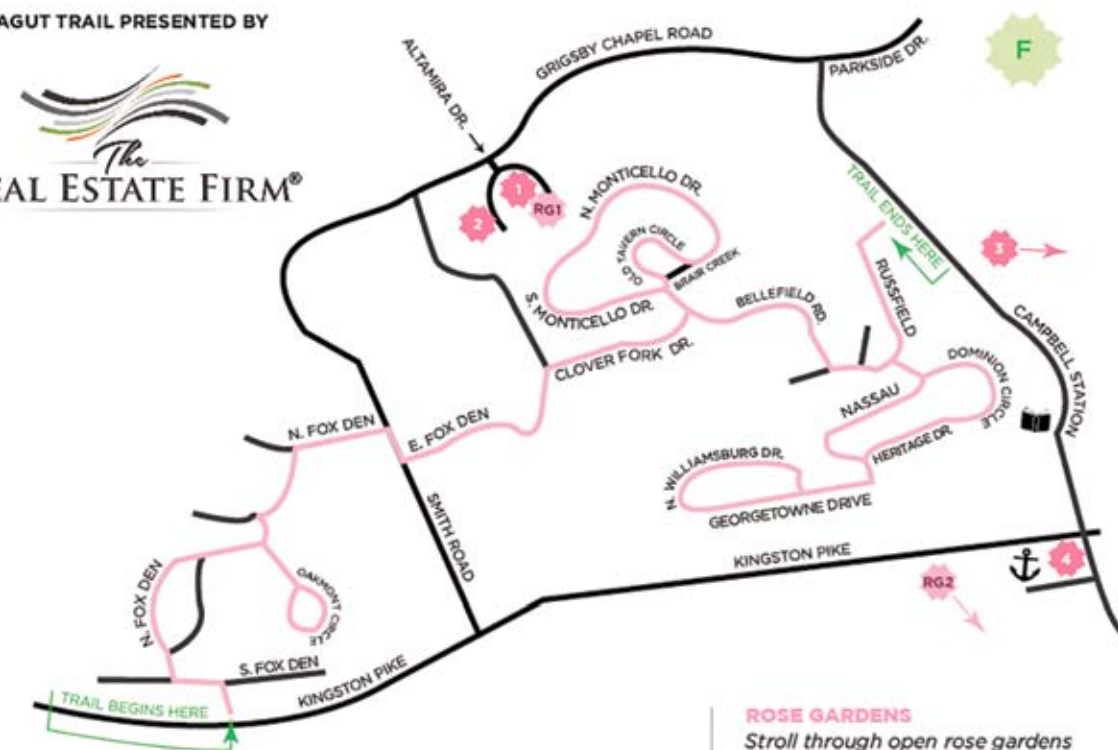 AGUT TRAIL PRESENTED BY
The
EAL ESTATE FIRM®
ALTAMIRA DR.
GRIGSBY CHAPEL ROAD
PARKSIDE DR.
F
1
RG1
2
N. MONTICELLO DR.
OLD TAVERN CIRCLE
BRAIR CREEK
S. MONTICELLO DR.
TRAIL ENDS HERE
3
RUSSFIELD
BELLEFIELD RD.
CAMPBELL STATION
CLOVER FORK DR.
DOMINION CIRCLE
NASSAU
HERITAGE DR.
N. FOX DEN
E. FOX DEN
N. WILLIAMSBURG DR.
GEORGETOWNE DRIVE
SMITH ROAD
KINGSTON PIKE
4
RG2
N. FOX DEN
OAKMONT CIRCLE
S. FOX DEN
KINGSTON PIKE
TRAIL BEGINS HERE
ROSE GARDENS
Stroll through open rose gardens